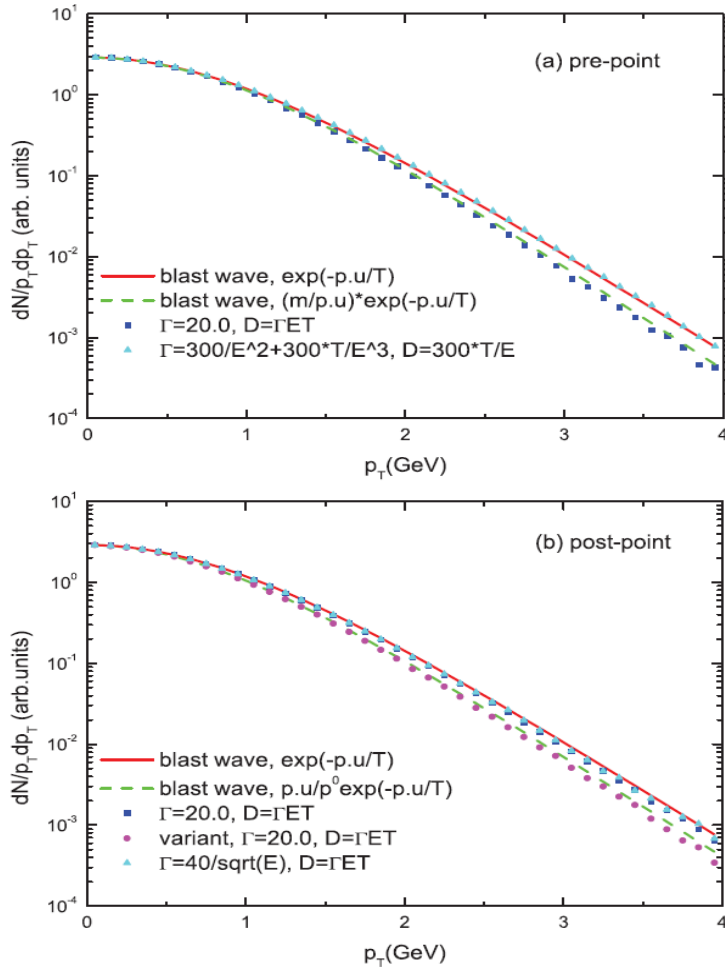 10^1
(a) pre-point
10^0
10^-1
10^-2
10^-3
10^-4
dN/p_T dp_T (arb. units)
blast wave, exp(-p.u/T)
blast wave, (m/p.u)*exp(-p.u/T)
Γ=20.0, D=ΓET
Γ=300/E^2+300*T/E^3, D=300*T/E
0 1 2 3 4
p_T(GeV)
10^1
(b) post-point
10^0
10^-1
10^-2
10^-3
10^-4
dN/p_T dp_T (arb.units)
blast wave, exp(-p.u/T)
blast wave, p.u/p^0exp(-p.u/T)
Γ=20.0, D=ΓET
variant, Γ=20.0, D=ΓET
Γ=40/sqrt(E), D=ΓET
0 1 2 3 4
p_T(GeV)